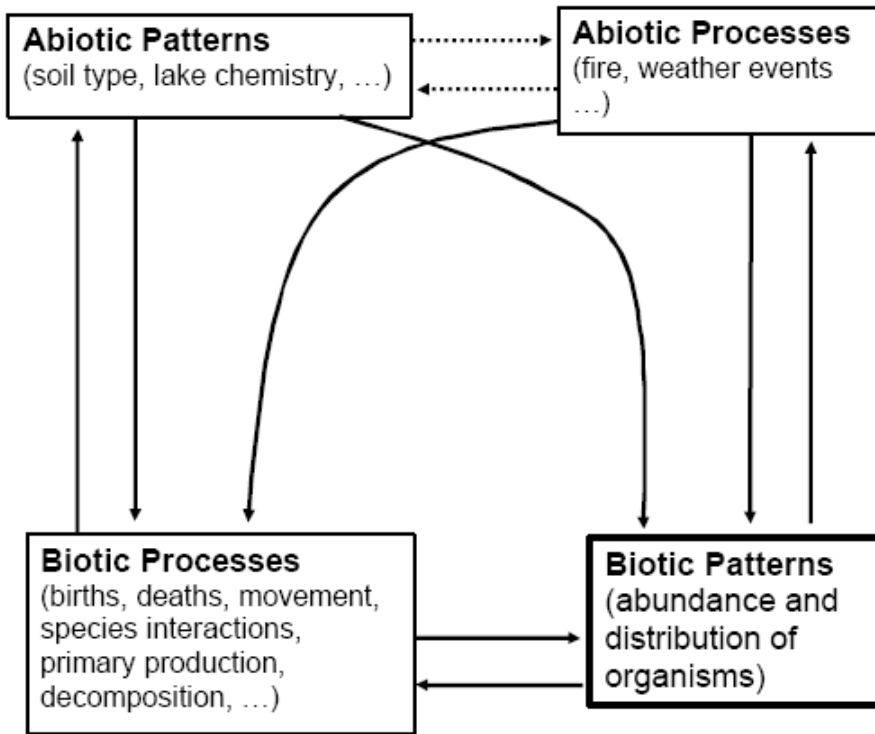 Abiotic Patterns
(soil type, lake chemistry, …)
Abiotic Processes
(fire, weather events
…)
Biotic Processes
(births, deaths, movement,
species interactions,
primary production,
decomposition, …)
Biotic Patterns
(abundance and
distribution of
organisms)